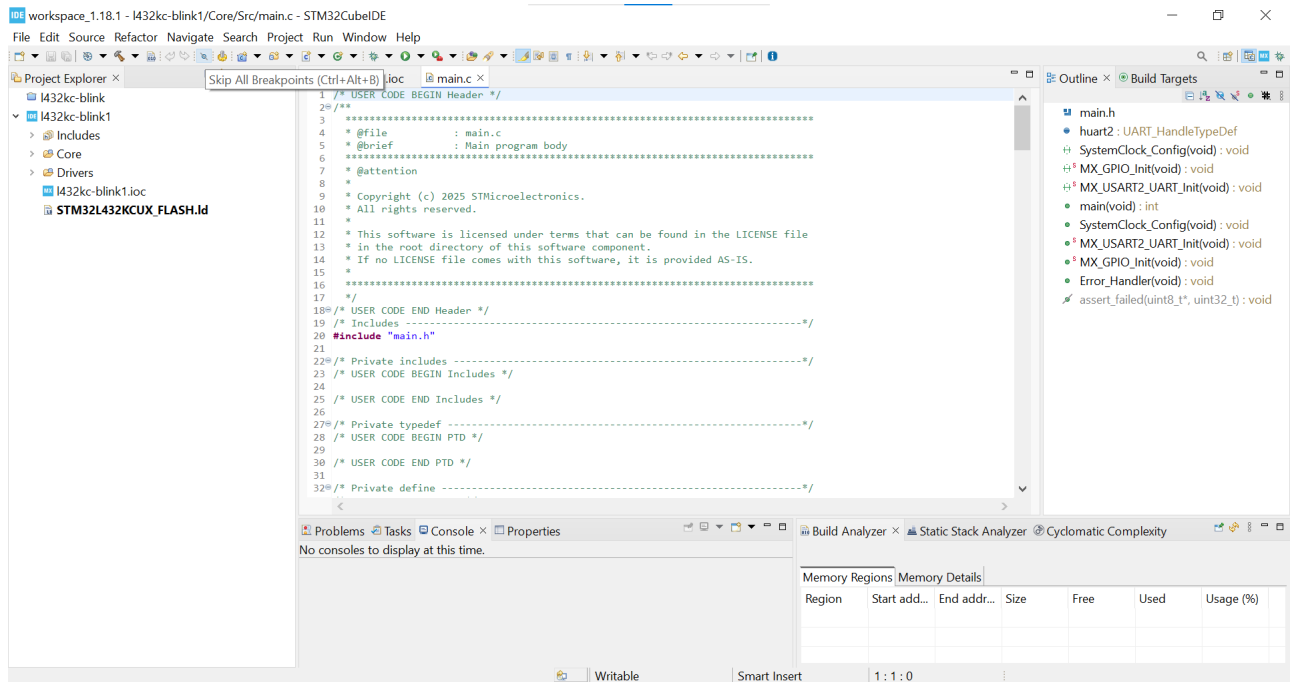 IDE workspace_1.18.1 - l432kc-blink1/Core/Src/main.c - STM32CubeIDE
File Edit Source Refactor Navigate Search Project Run Window Help
Project Explorer
Skip All Breakpoints (Ctrl+Alt+B)
.ioc
main.c
l432kc-blink
IDE l432kc-blink1
Includes
Core
Drivers
MX l432kc-blink1.ioc
STM32L432KCUX_FLASH.ld
1 /* USER CODE BEGIN Header */
2 /**
3 ******************************************************************************
4 * @file : main.c
5 * @brief : Main program body
6 ******************************************************************************
7 * @attention
8 *
9 * Copyright (c) 2025 STMicroelectronics.
10 * All rights reserved.
11 *
12 * This software is licensed under terms that can be found in the LICENSE file
13 * in the root directory of this software component.
14 * If no LICENSE file comes with this software, it is provided AS-IS.
15 *
16 ******************************************************************************
17 */
18 /* USER CODE END Header */
19 /* Includes ------------------------------------------------------------------*/
20 #include "main.h"
21
22 /* Private includes ----------------------------------------------------------*/
23 /* USER CODE BEGIN Includes */
24
25 /* USER CODE END Includes */
26
27 /* Private typedef -----------------------------------------------------------*/
28 /* USER CODE BEGIN PTD */
29
30 /* USER CODE END PTD */
31
32 /* Private define ------------------------------------------------------------*/
Outline
Build Targets
main.h
huart2 : UART_HandleTypeDef
SystemClock_Config(void) : void
MX_GPIO_Init(void) : void
MX_USART2_UART_Init(void) : void
main(void) : int
SystemClock_Config(void) : void
MX_USART2_UART_Init(void) : void
MX_GPIO_Init(void) : void
Error_Handler(void) : void
assert_failed(uint8_t*, uint32_t) : void
Problems Tasks Console Properties
No consoles to display at this time.
Build Analyzer Static Stack Analyzer Cyclomatic Complexity
Memory Regions Memory Details
Region Start add... End addr... Size Free Used Usage (%)
Writable Smart Insert 1 : 1 : 0